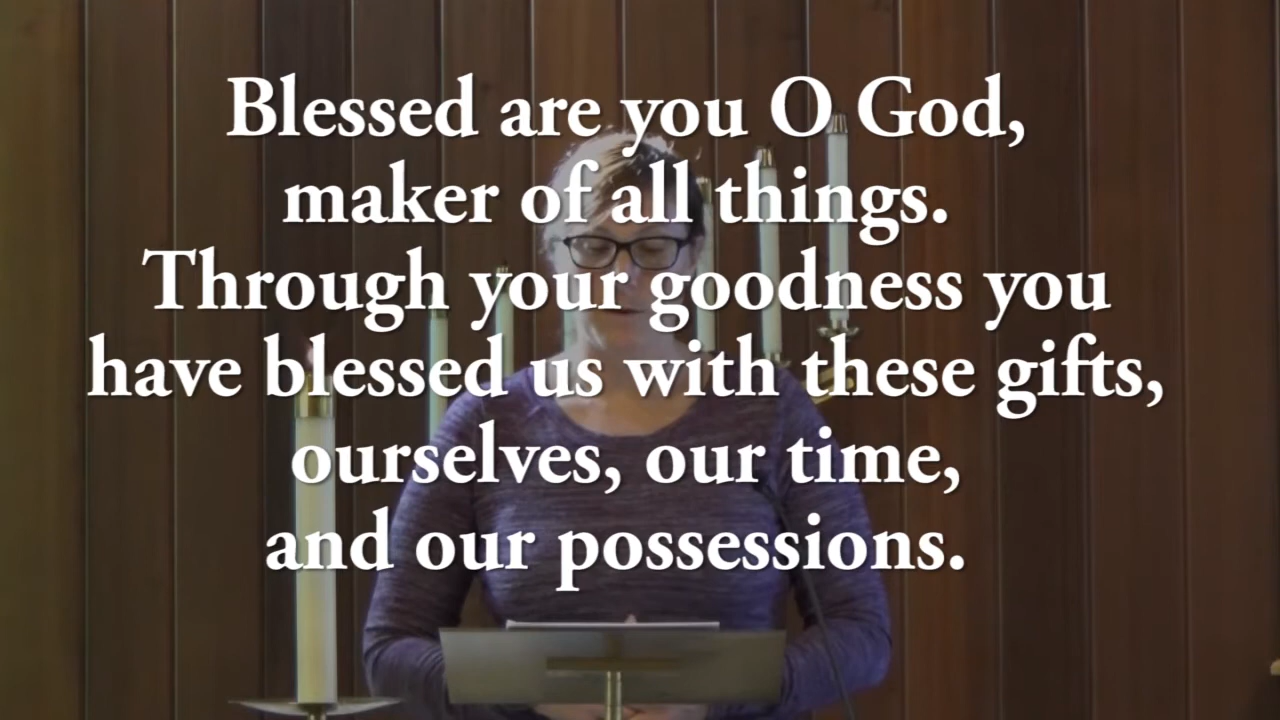 Blessed are you O God,
maker of all things.
Through your goodness you
have blessed us with these gifts,
ourselves, our time,
and our possessions.